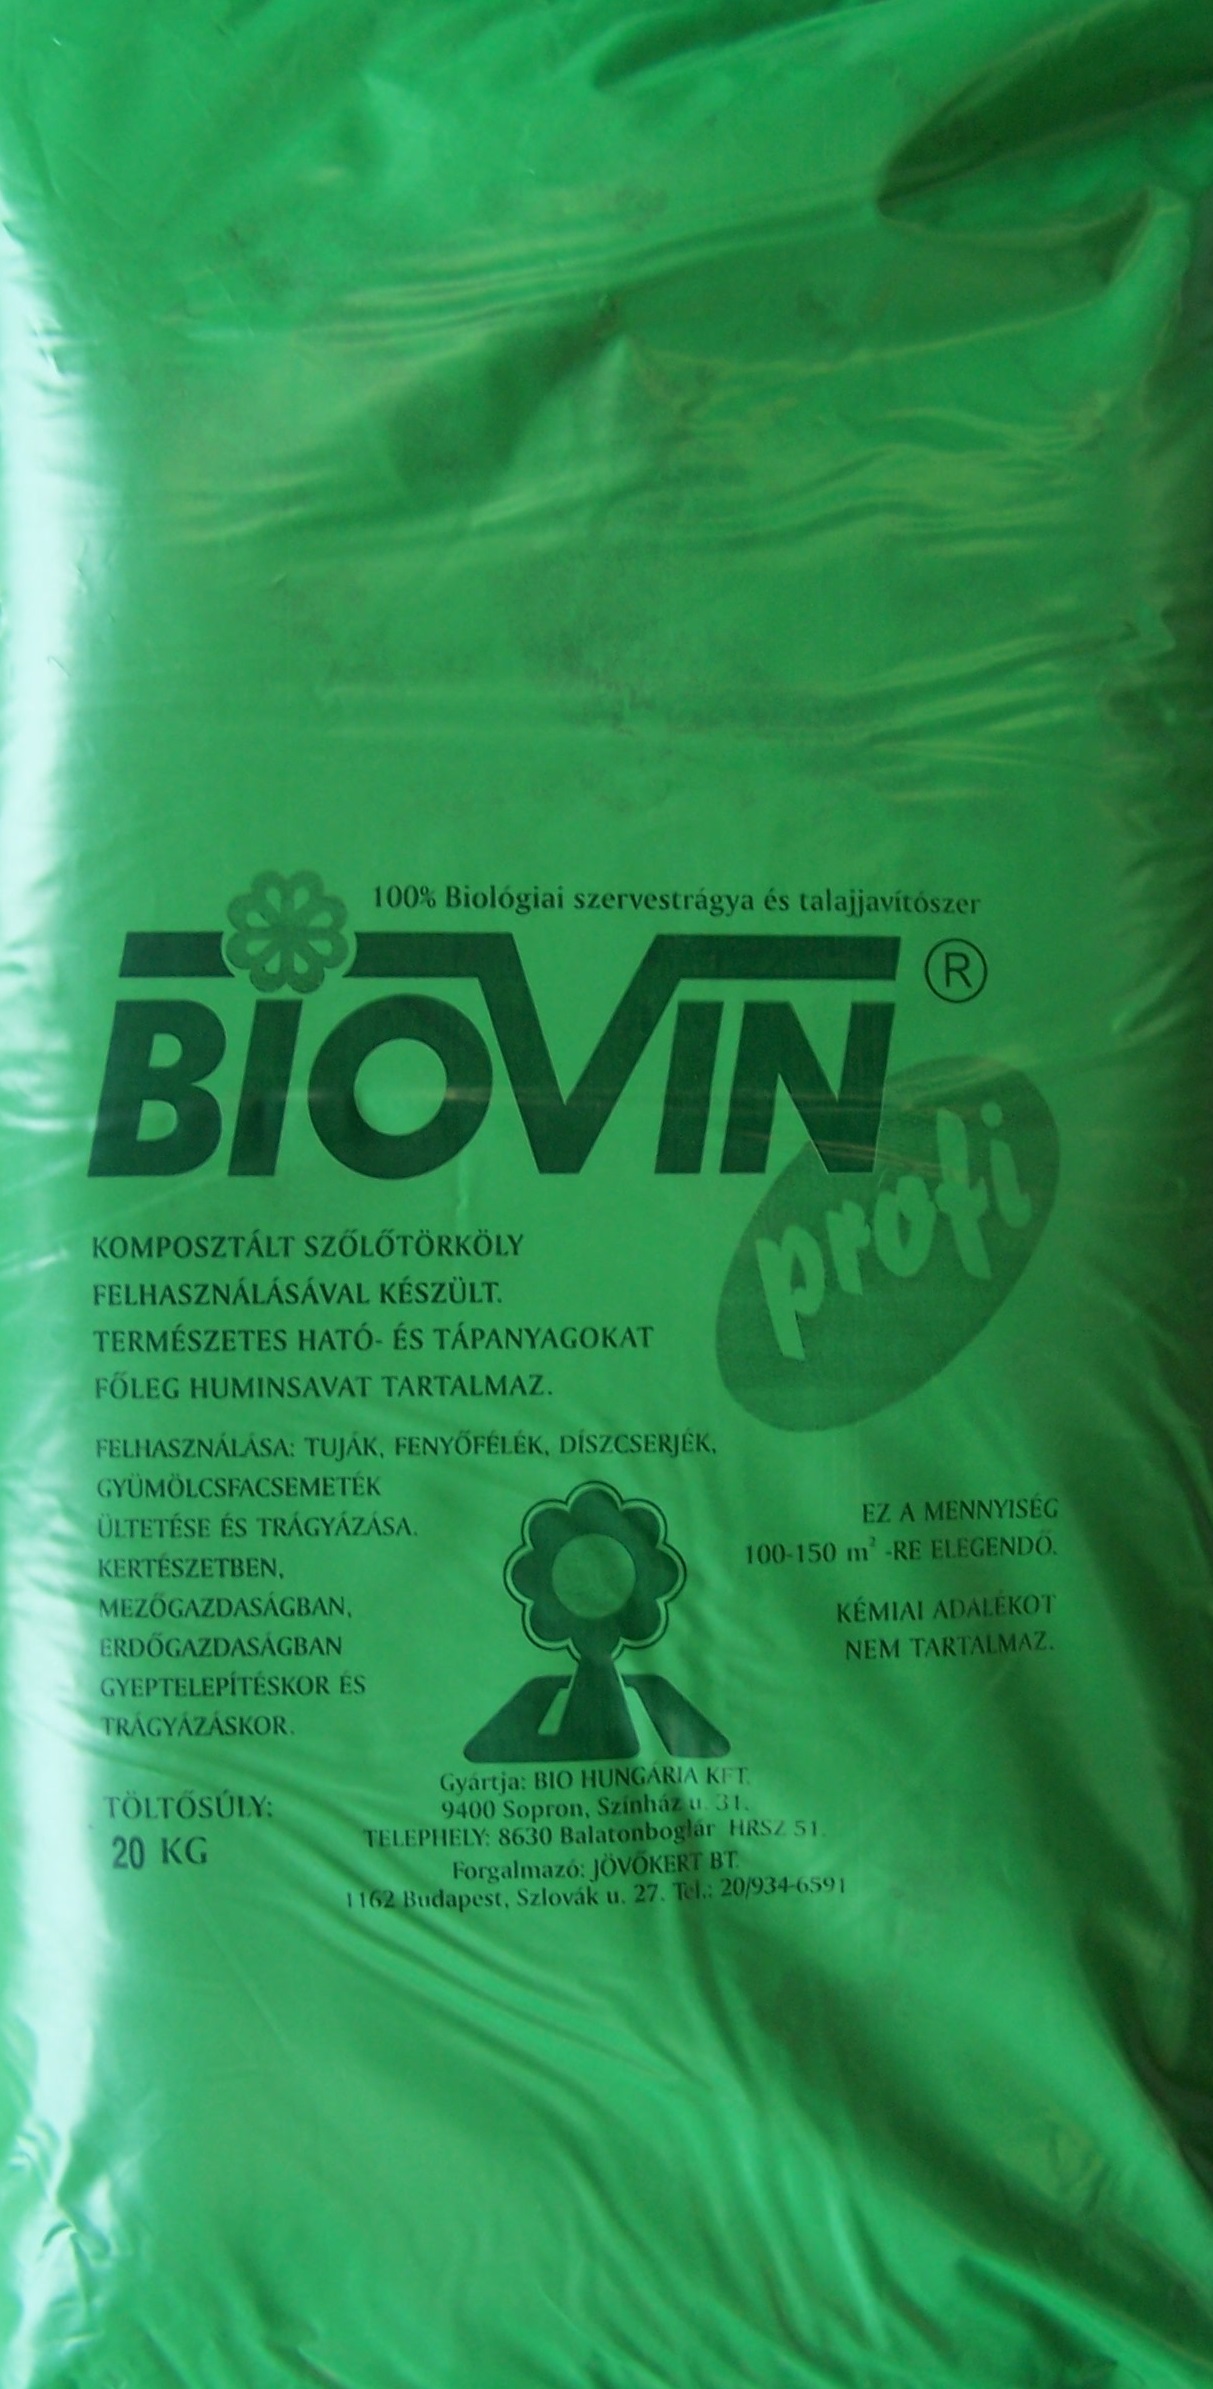 100% Biológiai szervestrágya és talajjavítószer
BIOVIN ®
profi
KOMPOSZTÁLT SZŐLŐTÖRKÖLY
FELHASZNÁLÁSÁVAL KÉSZÜLT.
TERMÉSZETES HATÓ- ÉS TÁPANYAGOKAT
FŐLEG HUMINSAVAT TARTALMAZ.
FELHASZNÁLÁSA: TUJÁK, FENYŐFÉLÉK, DÍSZCSERJÉK,
GYÜMÖLCSFACSEMETÉK
ÜLTETÉSE ÉS TRÁGYÁZÁSA.
KERTÉSZETBEN,
MEZŐGAZDASÁGBAN,
ERDŐGAZDASÁGBAN
GYEPTELEPÍTÉSKOR ÉS
TRÁGYÁZÁSKOR.
EZ A MENNYISÉG
100-150 m² -RE ELEGENDŐ.
KÉMIAI ADALÉKOT
NEM TARTALMAZ.
TÖLTŐSÚLY:
20 KG
Gyártja: BIO HUNGÁRIA KFT.
9400 Sopron, Színház u. 31.
TELEPHELY: 8630 Balatonboglár HRSZ 51.
Forgalmazó: JÖVŐKERT BT.
1162 Budapest, Szlovák u. 27. Tel.: 20/934-6591